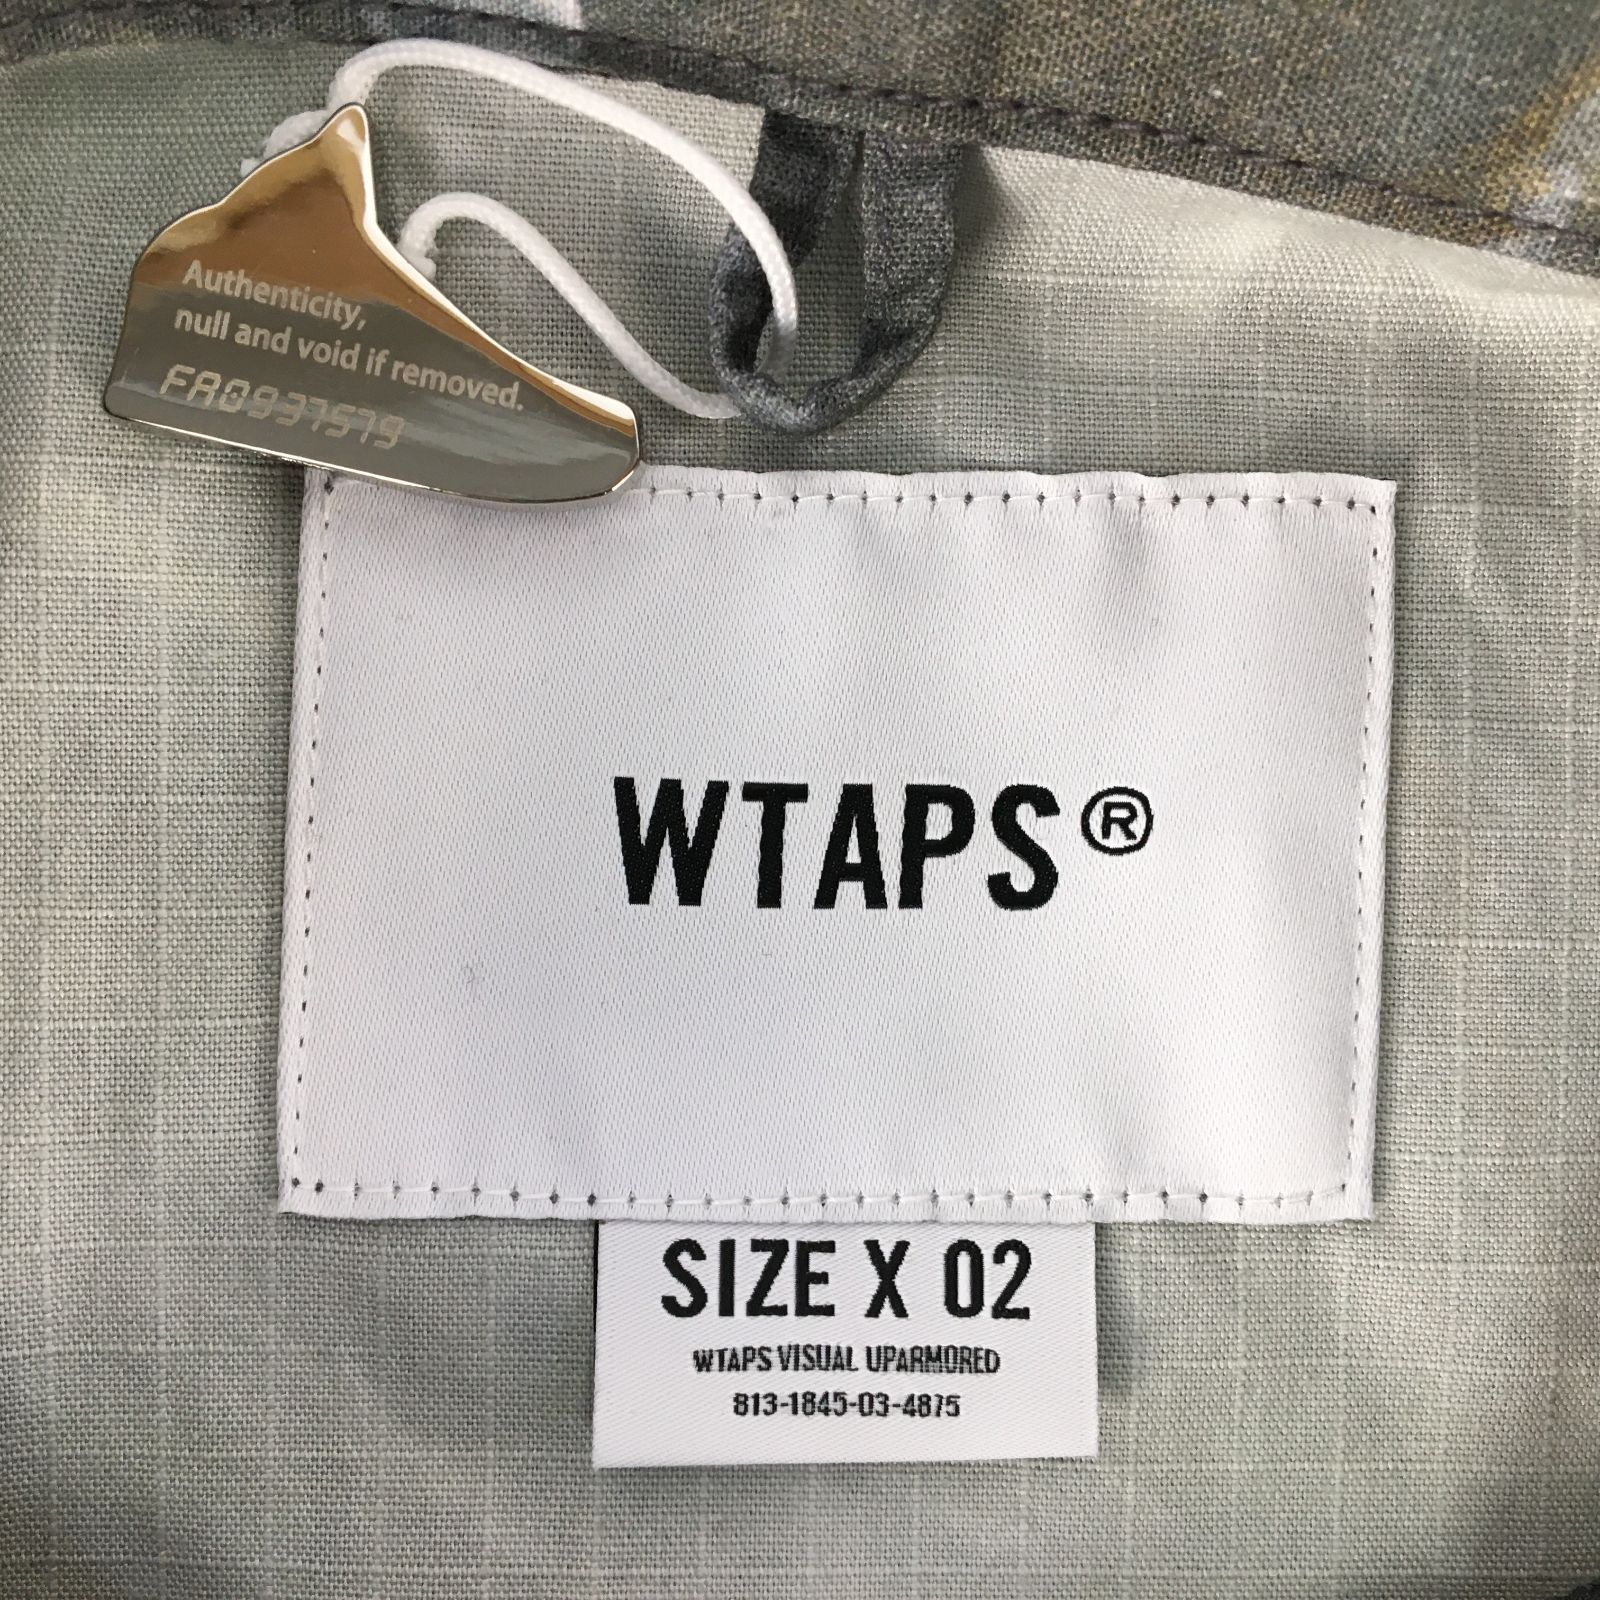 Authenticity,
null and void if removed.
FA0937579
WTAPS®
SIZE X 02
WTAPS VISUAL UPARMORED
813-1845-03-4875